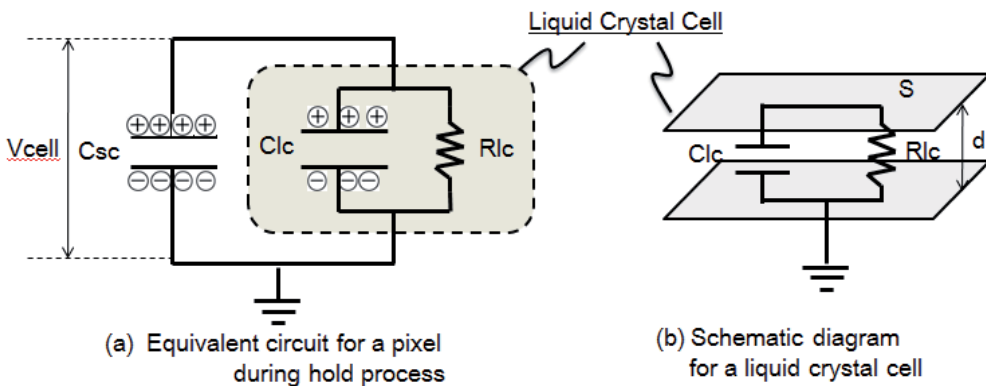 Liquid Crystal Cell
S
Vcell
Csc
Clc
Rlc
Clc
Rlc
d
(a) Equivalent circuit for a pixel
during hold process
(b) Schematic diagram
for a liquid crystal cell